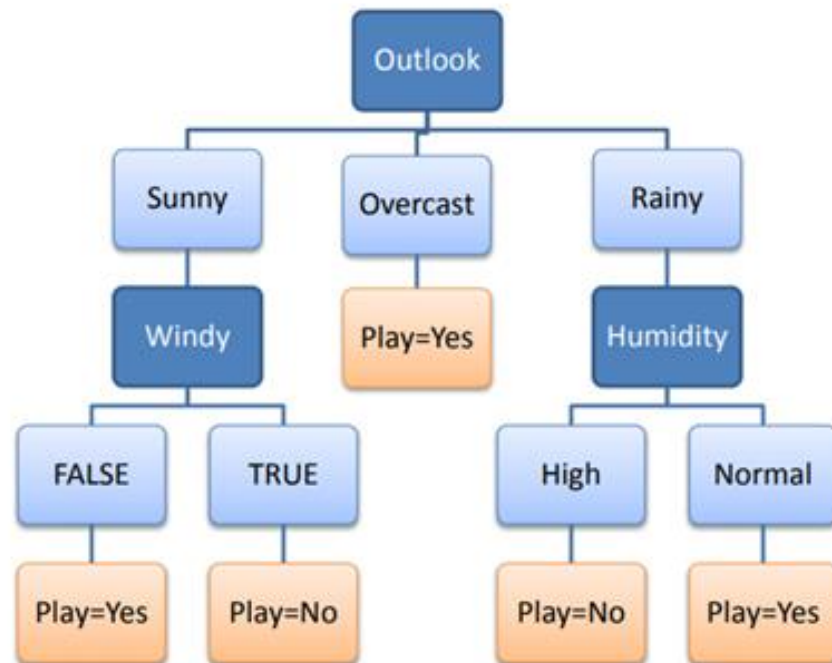 Outlook
Sunny
Overcast
Rainy
Windy
Play=Yes
Humidity
FALSE
TRUE
High
Normal
Play=Yes
Play=No
Play=No
Play=Yes